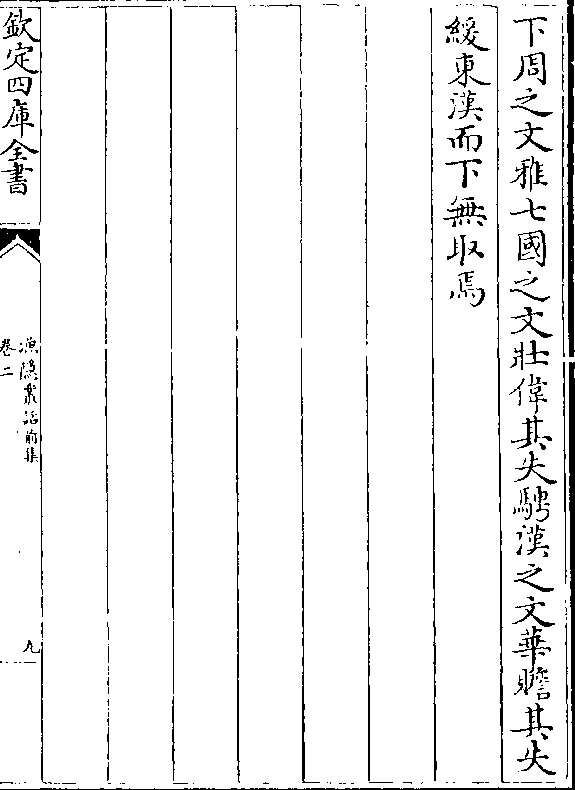 下周之文雅七國之文壯偉其失騁漢之文華贍其失
緩東漢而下無取焉
欽定四庫全書
漁隠叢話前集
卷二
九